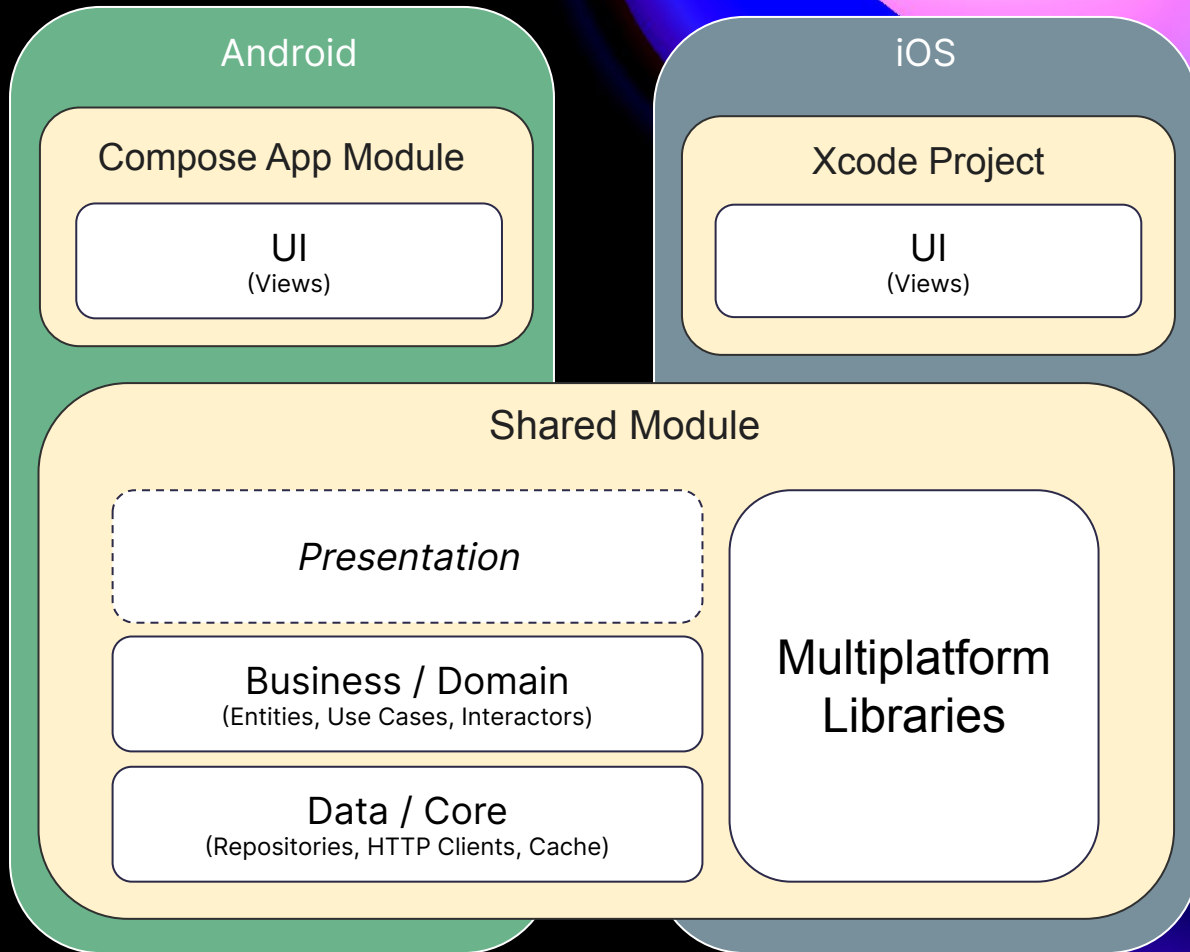 Android
Compose App Module
UI
(Views)
iOS
Xcode Project
UI
(Views)
Shared Module
Presentation
Business / Domain
(Entities, Use Cases, Interactors)
Data / Core
(Repositories, HTTP Clients, Cache)
Multiplatform
Libraries